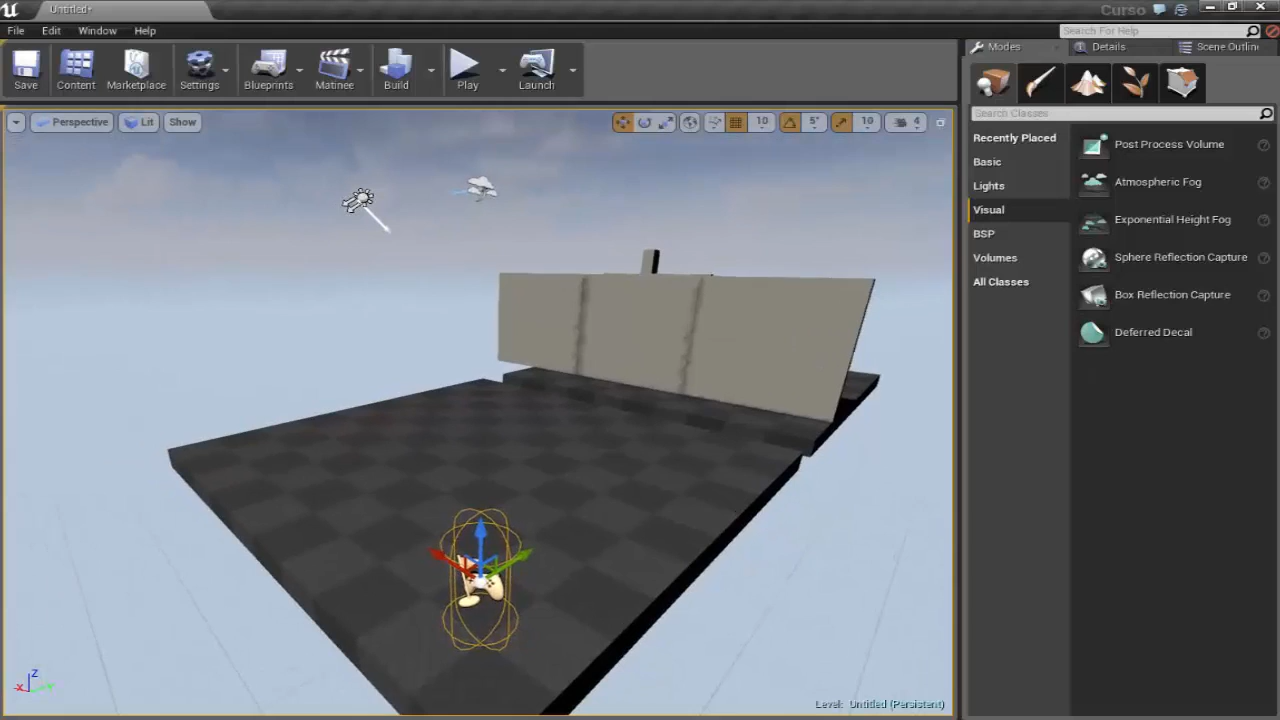 Untitled*
Curso
File Edit Window Help
Search For Help
Save Content Marketplace Settings Blueprints Matinee Build Play Launch
Modes Details Scene Outlin
Search Classes
Perspective Lit Show 10 5° 10 4
Recently Placed
Basic
Lights
Visual
BSP
Volumes
All Classes
Post Process Volume
Atmospheric Fog
Exponential Height Fog
Sphere Reflection Capture
Box Reflection Capture
Deferred Decal
Z
X Y
Level: Untitled (Persistent)